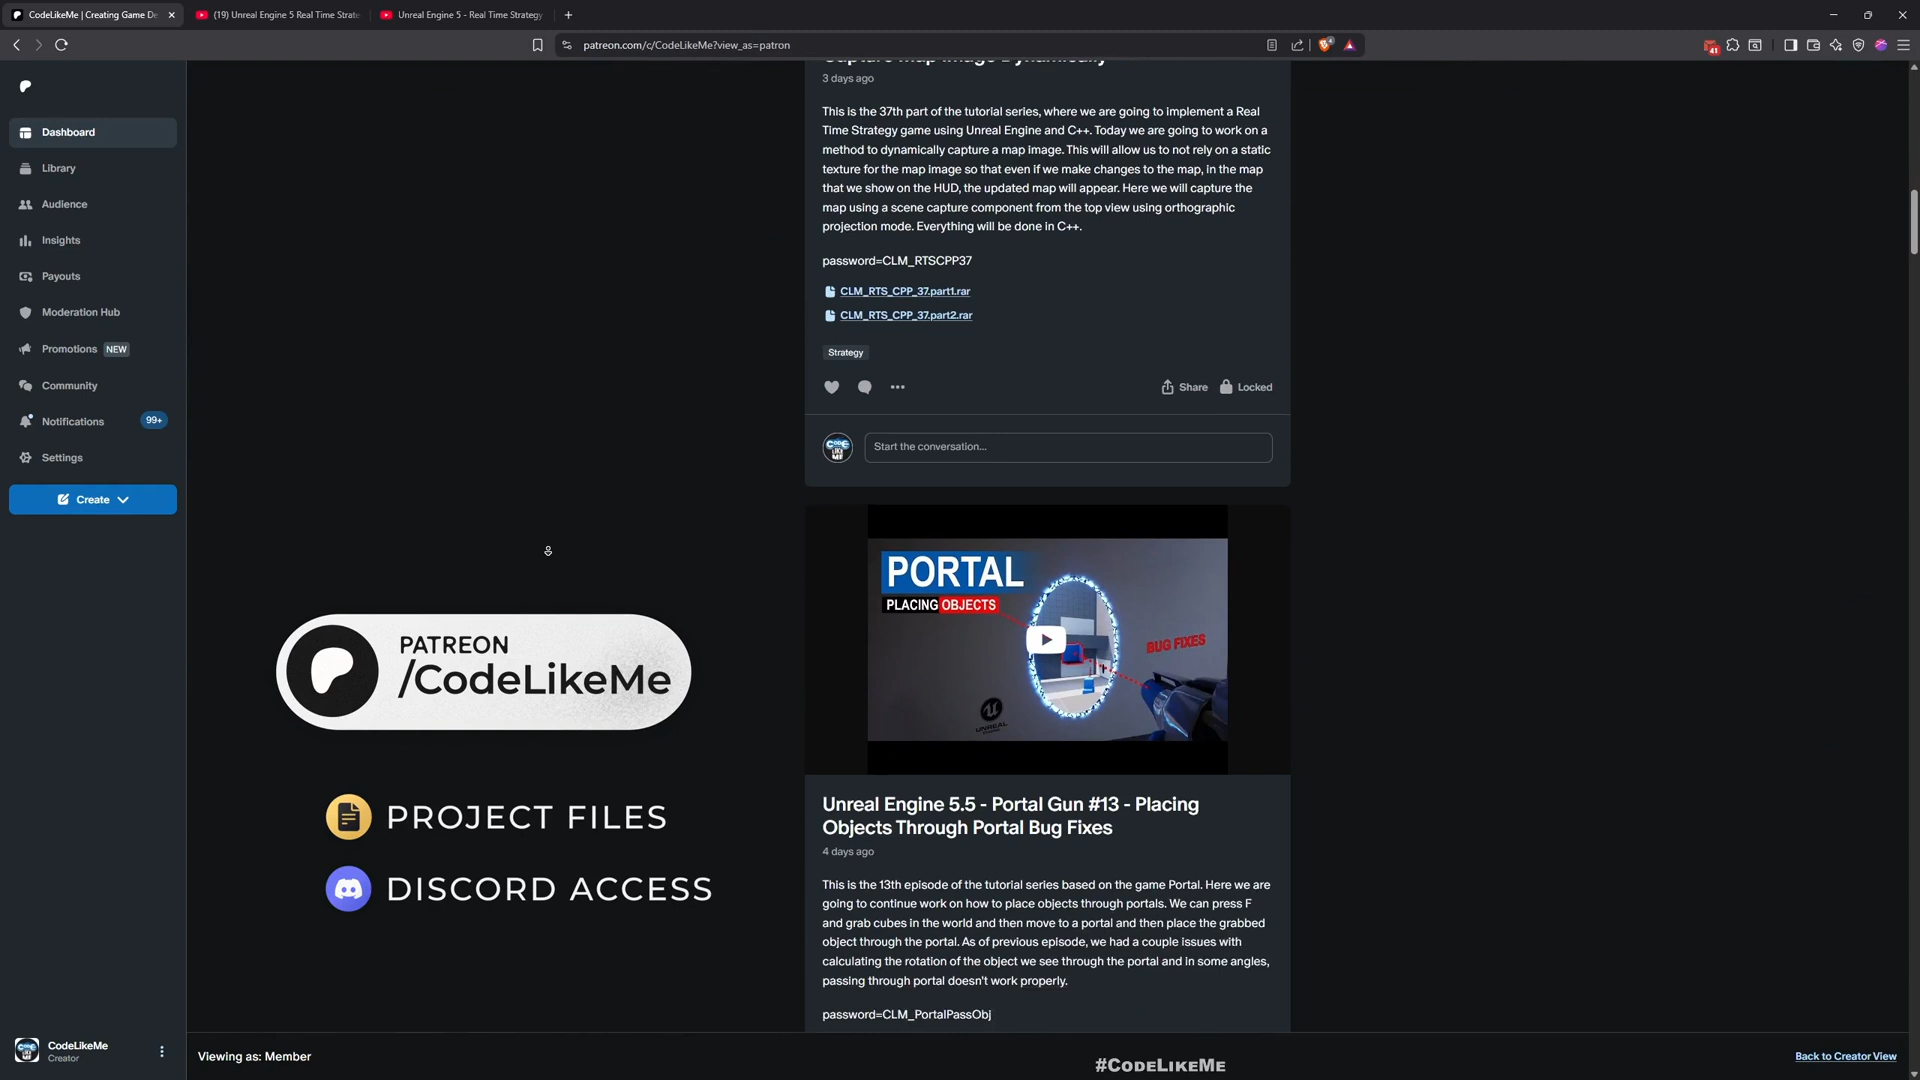 CodeLikeMe | Creating Game De
(19) Unreal Engine 5 Real Time Strate
Unreal Engine 5 - Real Time Strategy
patreon.com/c/CodeLikeMe?view_as=patron
4
41
Dashboard
Library
Audience
Insights
Payouts
Moderation Hub
Promotions NEW
Community
Notifications 99+
Settings
Create
CodeLikeMe
Creator
PATREON
/CodeLikeMe
PROJECT FILES
DISCORD ACCESS
Capture Map Image Dynamically
3 days ago
This is the 37th part of the tutorial series, where we are going to implement a Real
Time Strategy game using Unreal Engine and C++. Today we are going to work on a
method to dynamically capture a map image. This will allow us to not rely on a static
texture for the map image so that even if we make changes to the map, in the map
that we show on the HUD, the updated map will appear. Here we will capture the
map using a scene capture component from the top view using orthographic
projection mode. Everything will be done in C++.
password=CLM_RTSCPP37
CLM_RTS_CPP_37.part1.rar
CLM_RTS_CPP_37.part2.rar
Strategy
Share Locked
CODE
LIKE
ME
Start the conversation...
PORTAL
PLACING OBJECTS
BUG FIXES
UNREAL
Unreal Engine 5.5 - Portal Gun #13 - Placing
Objects Through Portal Bug Fixes
4 days ago
This is the 13th episode of the tutorial series based on the game Portal. Here we are
going to continue work on how to place objects through portals. We can press F
and grab cubes in the world and then move to a portal and then place the grabbed
object through the portal. As of previous episode, we had a couple issues with
calculating the rotation of the object we see through the portal and in some angles,
passing through portal doesn't work properly.
password=CLM_PortalPassObj
Viewing as: Member
#CodeLikeMe
Back to Creator View